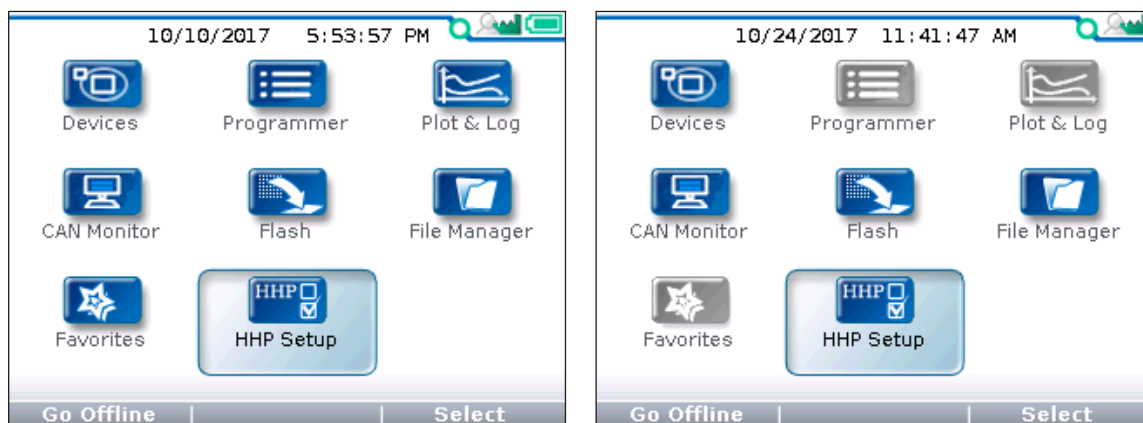 10/10/2017 5:53:57 PM
Devices Programmer Plot & Log
CAN Monitor Flash File Manager
HHP
Favorites HHP Setup
Go Offline | | Select
10/24/2017 11:41:47 AM
Devices Programmer Plot & Log
CAN Monitor Flash File Manager
HHP
Favorites HHP Setup
Go Offline | | Select